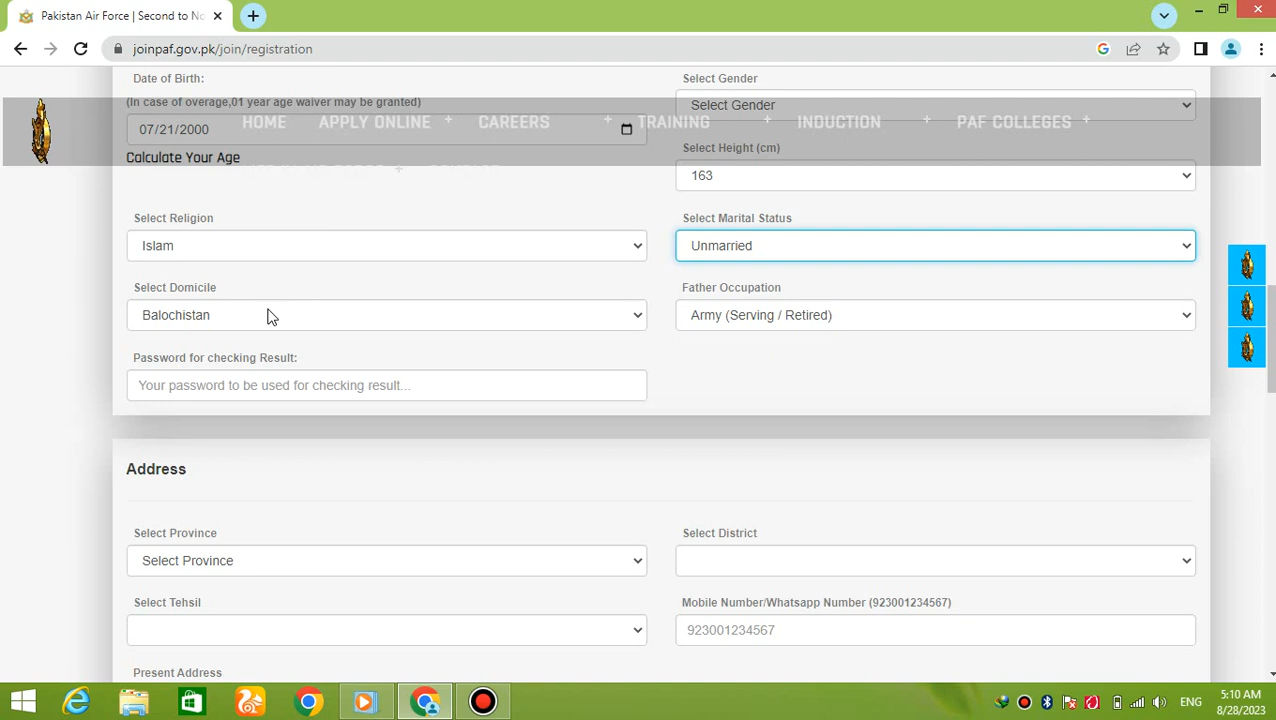 Pakistan Air Force | Second to No
joinpaf.gov.pk/join/registration
Date of Birth:
Select Gender
(In case of overage,01 year age waiver may be granted)
Select Gender
07/21/2000
HOME APPLY ONLINE + CAREERS + TRAINING + INDUCTION + PAF COLLEGES +
Calculate Your Age
Select Height (cm)
+
163
Select Religion
Select Marital Status
Islam
Unmarried
Select Domicile
Father Occupation
Balochistan
Army (Serving / Retired)
Password for checking Result:
Your password to be used for checking result...
Address
Select Province
Select District
Select Province
Select Tehsil
Mobile Number/Whatsapp Number (923001234567)
923001234567
Present Address
ENG
5:10 AM
8/28/2023